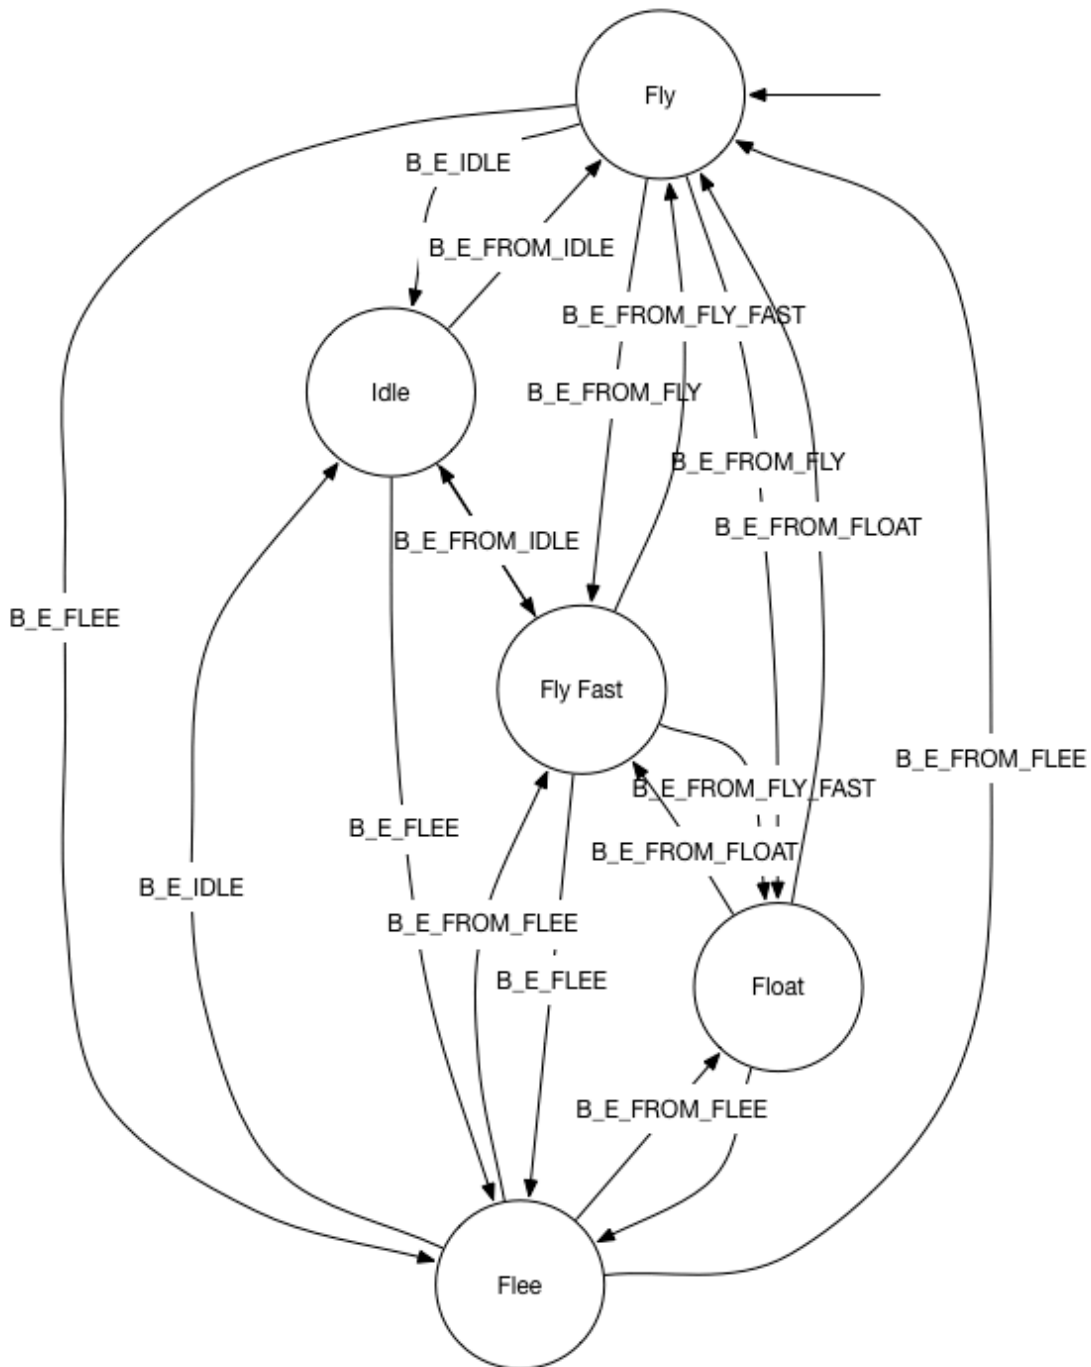 Fly
B_E_IDLE
B_E_FROM_IDLE
B_E_FROM_FLY_FAST
Idle
B_E_FROM_FLY
B_E_FROM_FLY
B_E_FROM_FLOAT
B_E_FROM_IDLE
B_E_FLEE
Fly Fast
B_E_FROM_FLEE
B_E_FROM_FLY_FAST
B_E_FLEE
B_E_FROM_FLOAT
B_E_IDLE
B_E_FROM_FLEE
B_E_FLEE
Float
B_E_FROM_FLEE
Flee